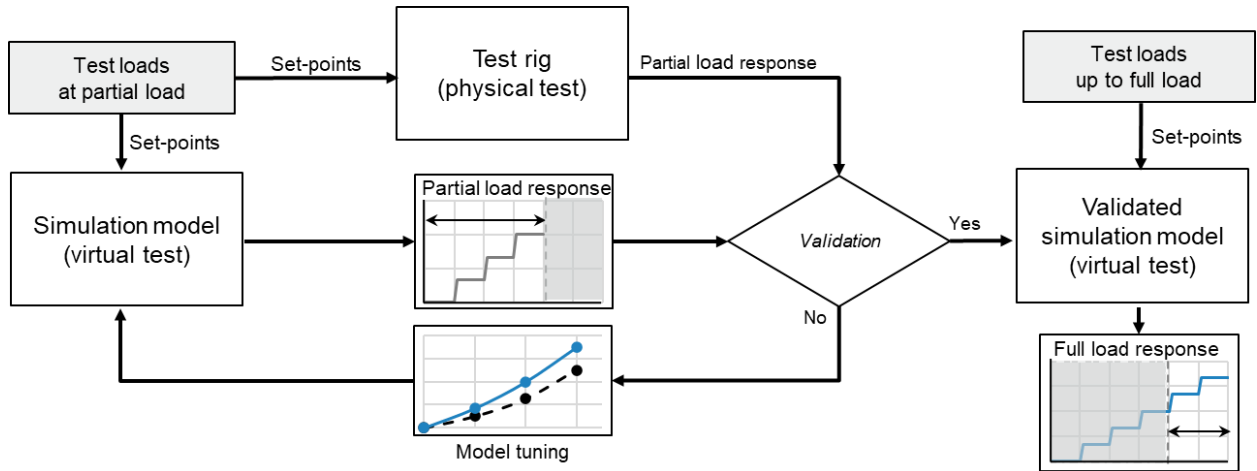 Test loads
at partial load
Set-points
Test rig
(physical test)
Partial load response
Test loads
up to full load
Set-points
Set-points
Simulation model
(virtual test)
Partial load response
Validation
Yes
Validated
simulation model
(virtual test)
No
Model tuning
Full load response